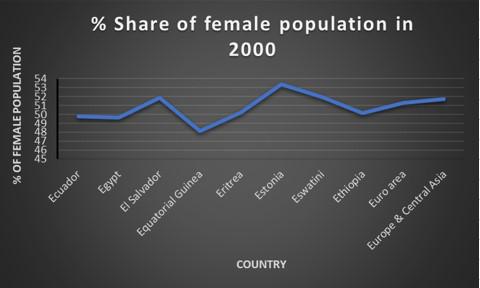 % Share of female population in
2000
% OF FEMALE POPULATION
54
53
52
51
50
49
48
47
46
45
Ecuador
Egypt
El Salvador
Equatorial Guinea
Eritrea
Estonia
Eswatini
Ethiopia
Euro area
Europe & Central Asia
COUNTRY